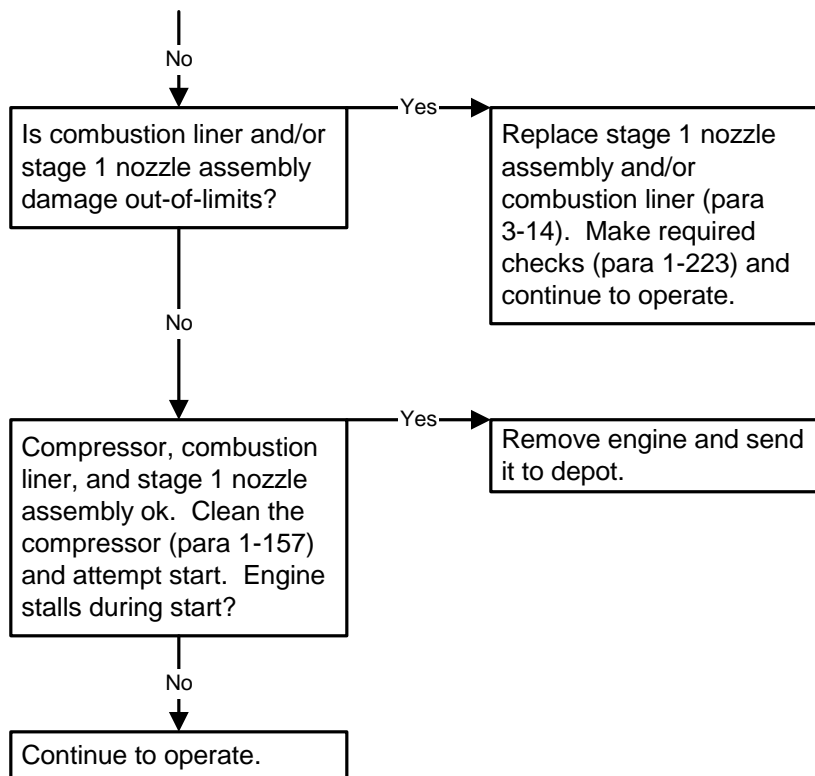 No
Is combustion liner and/or
stage 1 nozzle assembly
damage out-of-limits?
Yes
Replace stage 1 nozzle
assembly and/or
combustion liner (para
3-14).  Make required
checks (para 1-223) and
continue to operate.
No
Compressor, combustion
liner, and stage 1 nozzle
assembly ok.  Clean the
compressor (para 1-157)
and attempt start.  Engine
stalls during start?
Yes
Remove engine and send
it to depot.
No
Continue to operate.